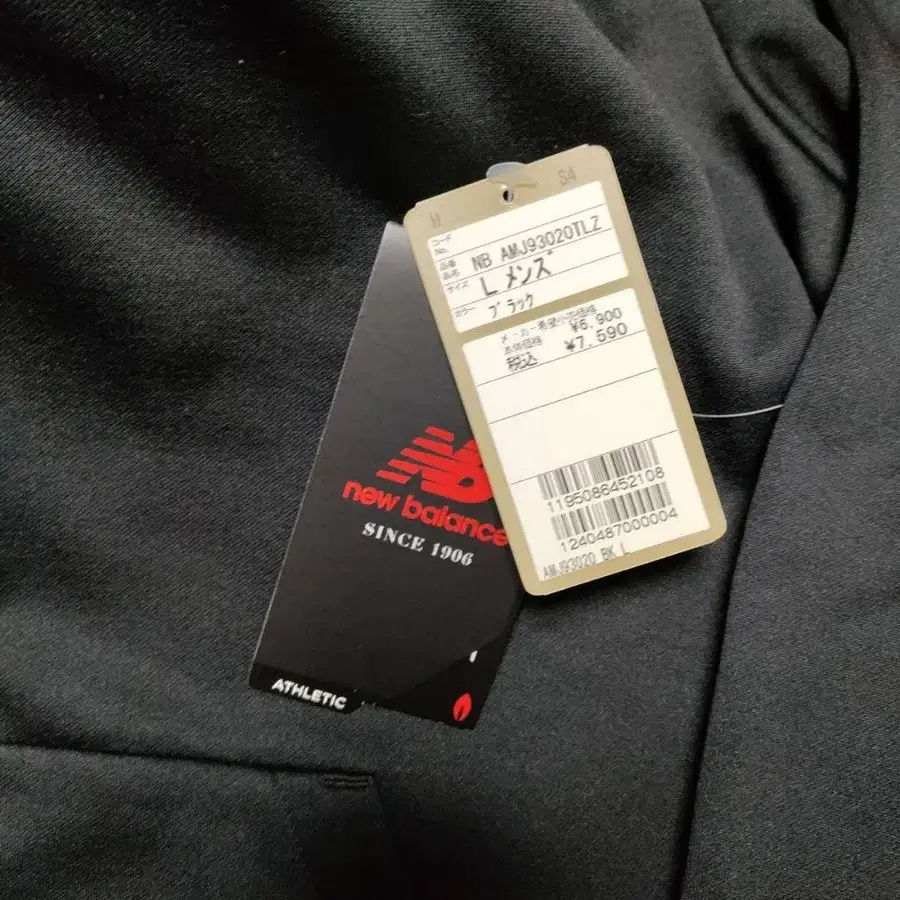 H S4
コード
No.
品番 NB AMJ93020TLZ
品名
サイズ L メンズ
カラー ブラック
メーカー希望小売価格
本体価格 ¥6,900
税込 ¥7,590
1195086452108
1240487000004
AMJ93020 BK L
new balance
SINCE 1906
ATHLETIC